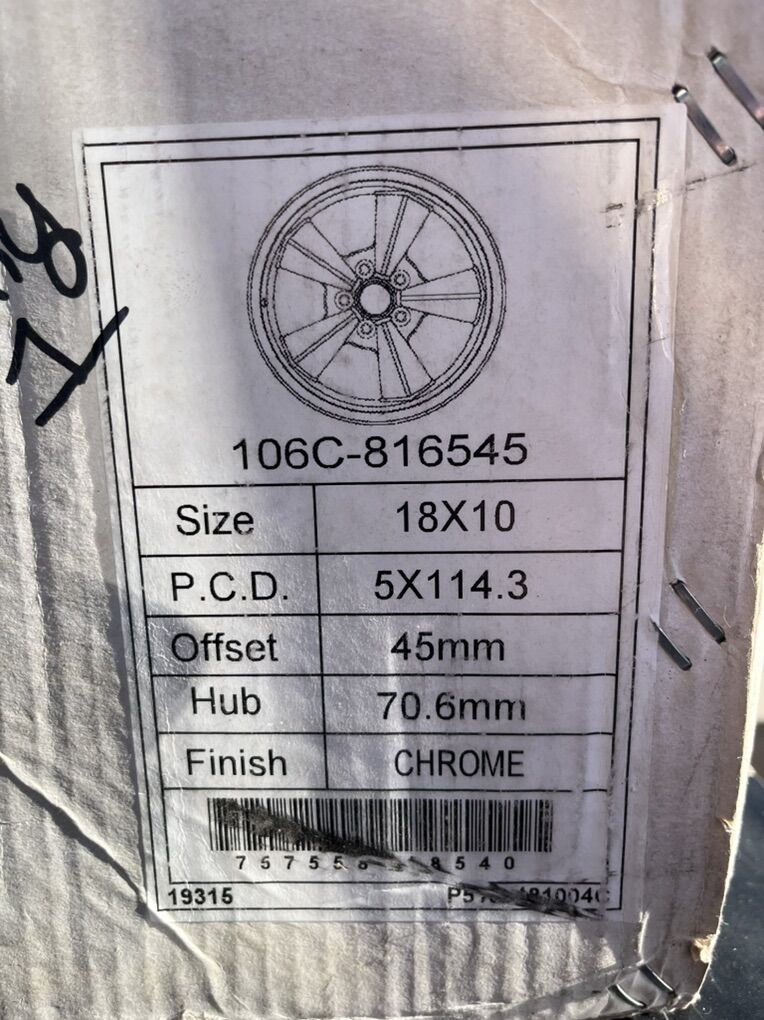 106C-816545
Size 18X10
P.C.D. 5X114.3
Offset 45mm
Hub 70.6mm
Finish CHROME
19315